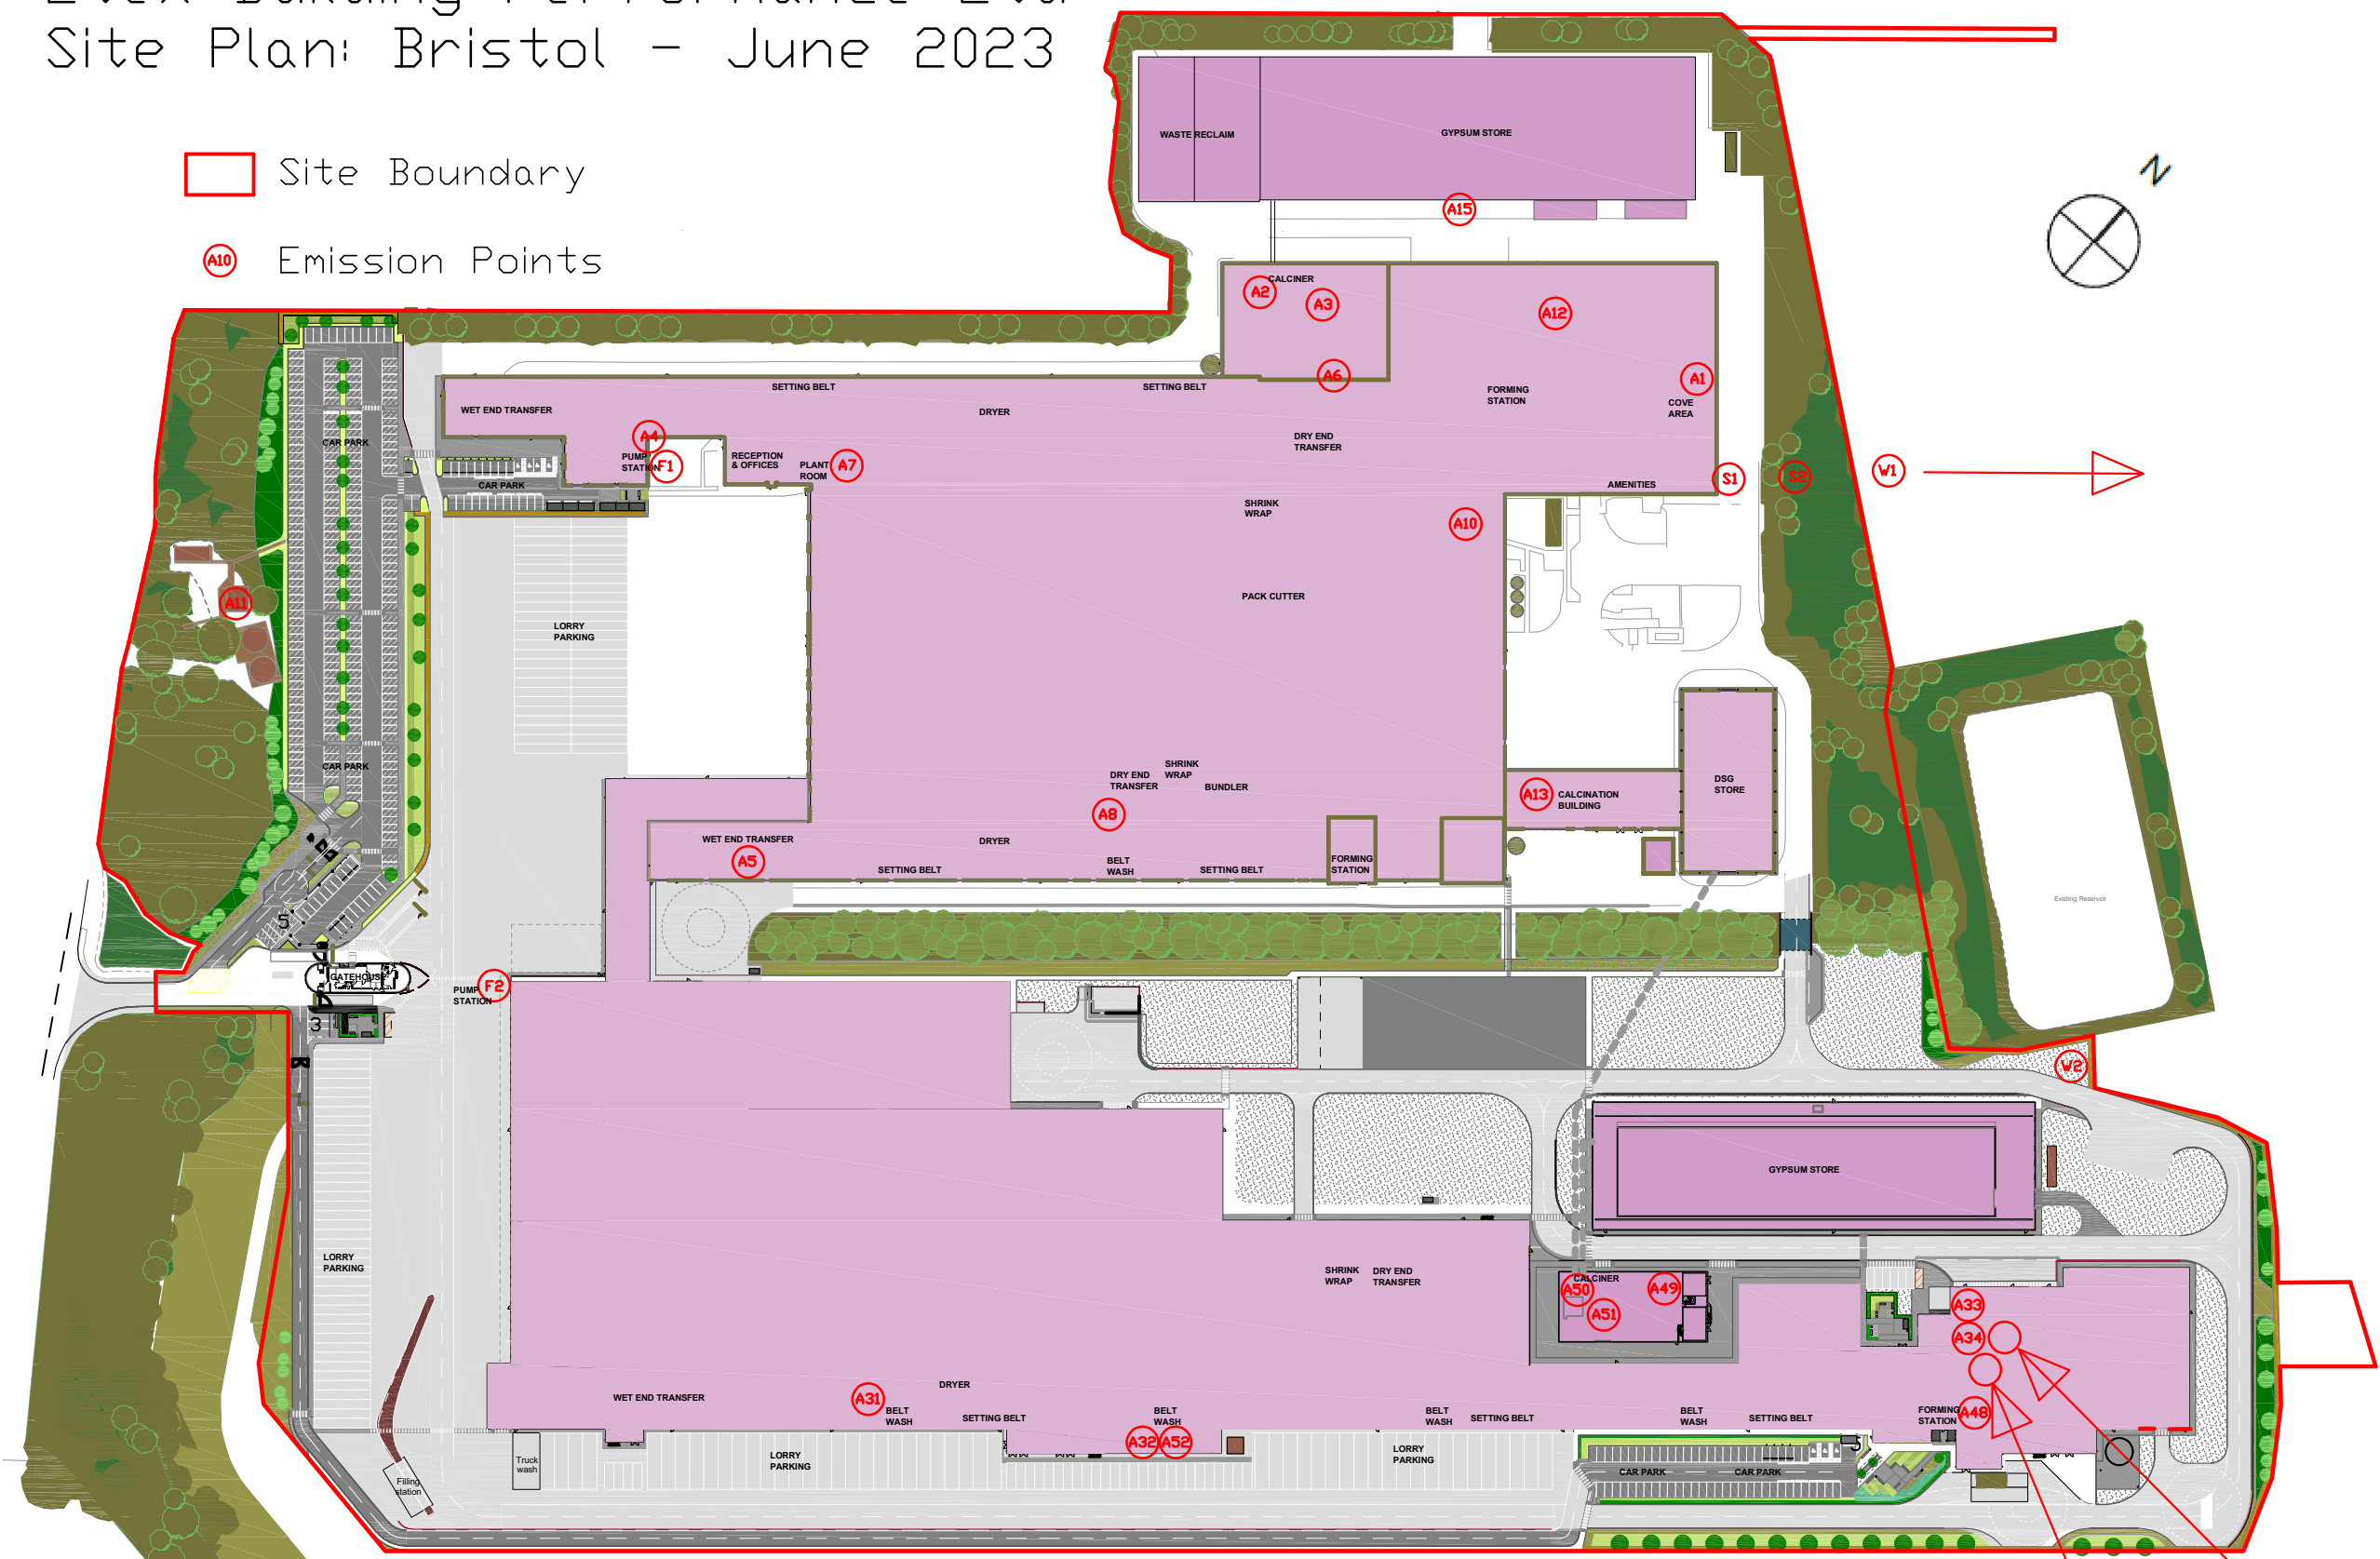 Site Plan: Bristol - June 2023
Site Boundary
A10 Emission Points
N
WASTE RECLAIM
GYPSUM STORE
A15
CALCINER
A2
A3
A12
A6
A1
SETTING BELT
SETTING BELT
FORMING
STATION
COVE
AREA
WET END TRANSFER
DRYER
CAR PARK
A4
DRY END
TRANSFER
PUMP
STATION
F1
RECEPTION
& OFFICES
PLANT
ROOM
A7
CAR PARK
AMENITIES
S1
S2
W1
SHRINK
WRAP
A10
A11
PACK CUTTER
LORRY
PARKING
CAR PARK
SHRINK
WRAP
DRY END
TRANSFER
BUNDLER
DSG
STORE
A13
CALCINATION
BUILDING
A8
WET END TRANSFER
DRYER
A5
SETTING BELT
BELT
WASH
SETTING BELT
FORMING
STATION
Existing Reservoir
5
GATEHOUSE
PUMP
STATION
F2
3
W2
GYPSUM STORE
LORRY
PARKING
SHRINK
WRAP
DRY END
TRANSFER
CALCINER
A50
A49
A51
A33
A34
WET END TRANSFER
DRYER
A31
BELT
WASH
SETTING BELT
BELT
WASH
BELT
WASH
SETTING BELT
BELT
WASH
SETTING BELT
FORMING
STATION
A48
A32
A52
Truck
wash
LORRY
PARKING
LORRY
PARKING
5
CAR PARK
CAR PARK
Filling
station